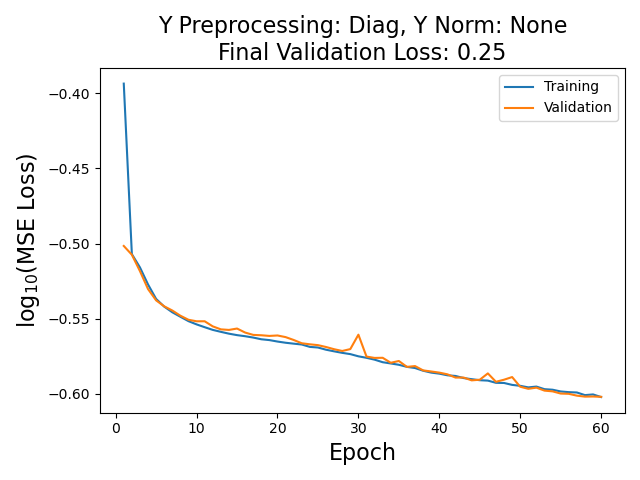 Y Preprocessing: Diag, Y Norm: None
Final Validation Loss: 0.25
Training
Validation
log₁₀(MSE Loss)
−0.40
−0.45
−0.50
−0.55
−0.60
0
10
20
30
40
50
60
Epoch